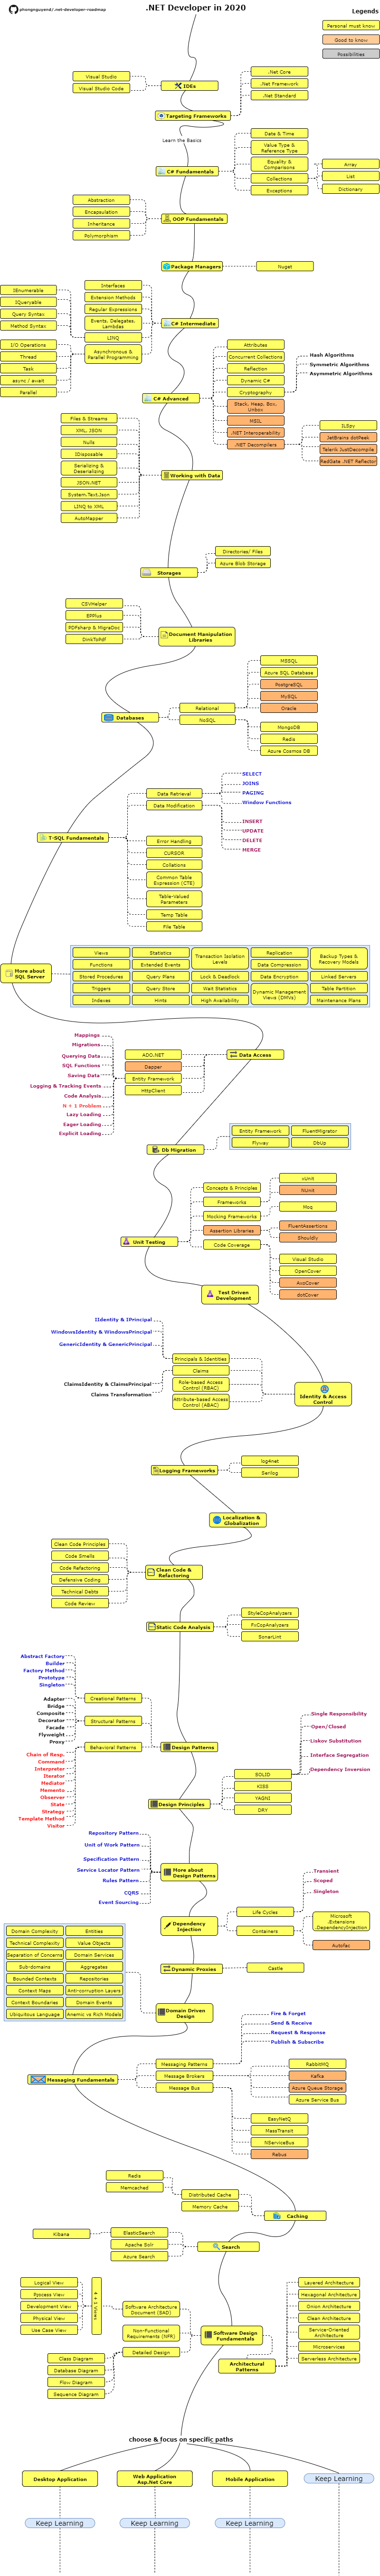 phongnguyend/.net-developer-roadmap
.NET Developer in 2020
Legends
Personal must know
Good to know
Possibilities
Visual Studio
Visual Studio Code
IDEs
.Net Core
.Net Framework
.Net Standard
Targeting Frameworks
Learn the Basics
Date & Time
Value Type &
Reference Type
Equality &
Comparisons
Collections
Exceptions
Array
List
Dictionary
C# Fundamentals
Abstraction
Encapsulation
Inheritance
Polymorphism
OOP Fundamentals
Package Managers
Nuget
IEnumerable
IQueryable
Query Syntax
Method Syntax
I/O Operations
Thread
Task
async / await
Parallel
Interfaces
Extension Methods
Regular Expressions
Events, Delegates,
Lambdas
LINQ
Asynchronous &
Parallel Programming
C# Intermediate
Attributes
Concurrent Collections
Reflection
Dynamic C#
Cryptography
Stack, Heap, Box,
Unbox
MSIL
.NET Interoperability
.NET Decompilers
Hash Algorithms
Symmetric Algorithms
Asymmetric Algorithms
C# Advanced
ILSpy
JetBrains dotPeek
Telerik JustDecompile
RedGate .NET Reflector
Files & Streams
XML, JSON
Nulls
IDisposable
Serializing &
Deserializing
JSON.NET
System.Text.Json
LINQ to XML
AutoMapper
Working with Data
Directories/ Files
Azure Blob Storage
Storages
CSVHelper
EPPlus
PDFsharp & MigraDoc
DinkToPdf
Document Manipulation
Libraries
Databases
Relational
NoSQL
MSSQL
Azure SQL Database
PostgreSQL
MySQL
Oracle
MongoDB
Redis
Azure Cosmos DB
T-SQL Fundamentals
Data Retrieval
Data Modification
Error Handling
CURSOR
Collations
Common Table
Expression (CTE)
Table-Valued
Parameters
Temp Table
File Table
SELECT
JOINS
PAGING
Window Functions
INSERT
UPDATE
DELETE
MERGE
More about
SQL Server
Views
Functions
Stored Procedures
Triggers
Indexes
Statistics
Extended Events
Query Plans
Query Store
Hints
Transaction Isolation
Levels
Lock & Deadlock
Wait Statistics
High Availability
Replication
Data Compression
Data Encryption
Dynamic Management
Views (DMVs)
Backup Types &
Recovery Models
Linked Servers
Table Partition
Maintenance Plans
Mappings
Migrations
Querying Data
SQL Functions
Saving Data
Logging & Tracking Events
Code Analysis
N + 1 Problem
Lazy Loading
Eager Loading
Explicit Loading
ADO.NET
Dapper
Entity Framework
HttpClient
Data Access
Db Migration
Entity Framework
FluentMigrator
Flyway
DbUp
Unit Testing
Concepts & Principles
Frameworks
Mocking Frameworks
Assertion Libraries
Code Coverage
xUnit
NUnit
Moq
FluentAssertions
Shouldly
Visual Studio
OpenCover
AxoCover
dotCover
Test Driven
Development
IIdentity & IPrincipal
WindowsIdentity & WindowsPrincipal
GenericIdentity & GenericPrincipal
ClaimsIdentity & ClaimsPrincipal
Claims Transformation
Principals & Identities
Claims
Role-based Access
Control (RBAC)
Attribute-based Access
Control (ABAC)
Identity & Access
Control
Logging Frameworks
log4net
Serilog
Localization &
Globalization
Clean Code Principles
Code Smells
Code Refactoring
Defensive Coding
Technical Debts
Code Review
Clean Code &
Refactoring
Static Code Analysis
StyleCopAnalyzers
FxCopAnalyzers
SonarLint
Abstract Factory
Builder
Factory Method
Prototype
Singleton
Adapter
Bridge
Composite
Decorator
Facade
Flyweight
Proxy
Chain of Resp.
Command
Interpreter
Iterator
Mediator
Memento
Observer
State
Strategy
Template Method
Visitor
Creational Patterns
Structural Patterns
Behavioral Patterns
Design Patterns
Single Responsibility
Open/Closed
Liskov Substitution
Interface Segregation
Dependency Inversion
SOLID
KISS
YAGNI
DRY
Design Principles
Repository Pattern
Unit of Work Pattern
Specification Pattern
Service Locator Pattern
Rules Pattern
CQRS
Event Sourcing
More about
Design Patterns
Transient
Scoped
Singleton
Life Cycles
Containers
Microsoft
.Extensions
.DependencyInjection
Autofac
Dependency
Injection
Dynamic Proxies
Castle
Domain Complexity
Technical Complexity
Separation of Concerns
Sub-domains
Bounded Contexts
Context Maps
Context Boundaries
Ubiquitous Language
Entities
Value Objects
Domain Services
Aggregates
Repositories
Anti-corruption Layers
Domain Events
Anemic vs Rich Models
Domain Driven
Design
Fire & Forget
Send & Receive
Request & Response
Publish & Subscribe
Messaging Fundamentals
Messaging Patterns
Message Brokers
Message Bus
RabbitMQ
Kafka
Azure Queue Storage
Azure Service Bus
EasyNetQ
MassTransit
NServiceBus
Rebus
Redis
Memcached
Distributed Cache
Memory Cache
Caching
Kibana
ElasticSearch
Apache Solr
Azure Search
Search
Logical View
Process View
Development View
Physical View
Use Case View
4 + 1 Views
Software Architecture
Document (SAD)
Non-Functional
Requirements (NFR)
Detailed Design
Class Diagram
Database Diagram
Flow Diagram
Sequence Diagram
Software Design
Fundamentals
Architectural
Patterns
Layered Architecture
Hexagonal Architecture
Onion Architecture
Clean Architecture
Service-Oriented
Architecture
Microservices
Serverless Architecture
choose & focus on specific paths
Desktop Application
Web Application
Asp.Net Core
Mobile Application
Keep Learning
Keep Learning
Keep Learning
Keep Learning